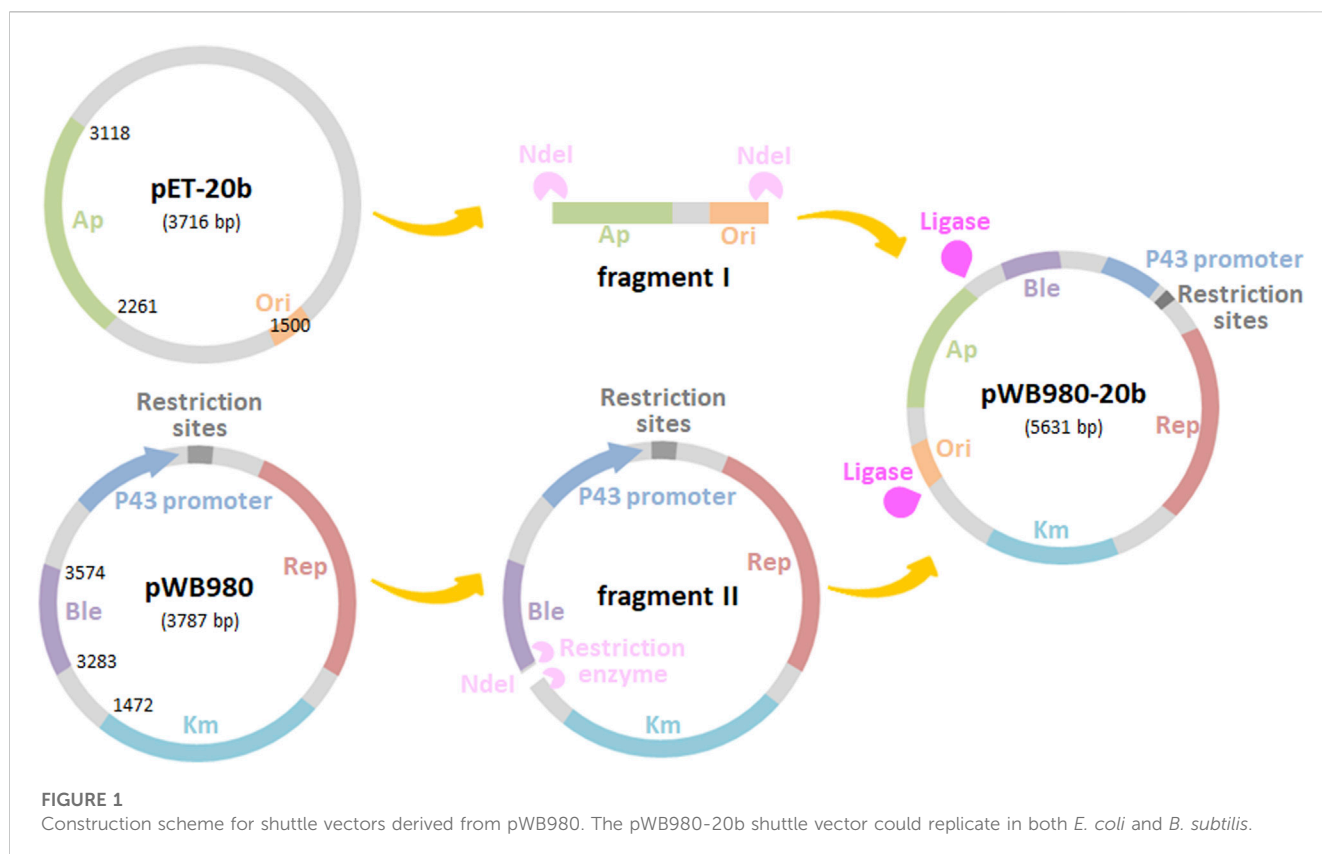 3118
pET-20b
(3716 bp)
Ap
2261
Ori
1500
NdeI
NdeI
Ap
Ori
fragment I
Ligase
Ble
P43 promoter
Restriction
sites
Ap
pWB980-20b
(5631 bp)
Rep
Ori
Ligase
Km
Restriction
sites
P43 promoter
Rep
3574
pWB980
Ble
(3787 bp)
3283
1472
Km
Restriction
sites
P43 promoter
Rep
fragment II
Ble
Restriction
enzyme
NdeI
Km
FIGURE 1
Construction scheme for shuttle vectors derived from pWB980. The pWB980-20b shuttle vector could replicate in both E. coli and B. subtilis.